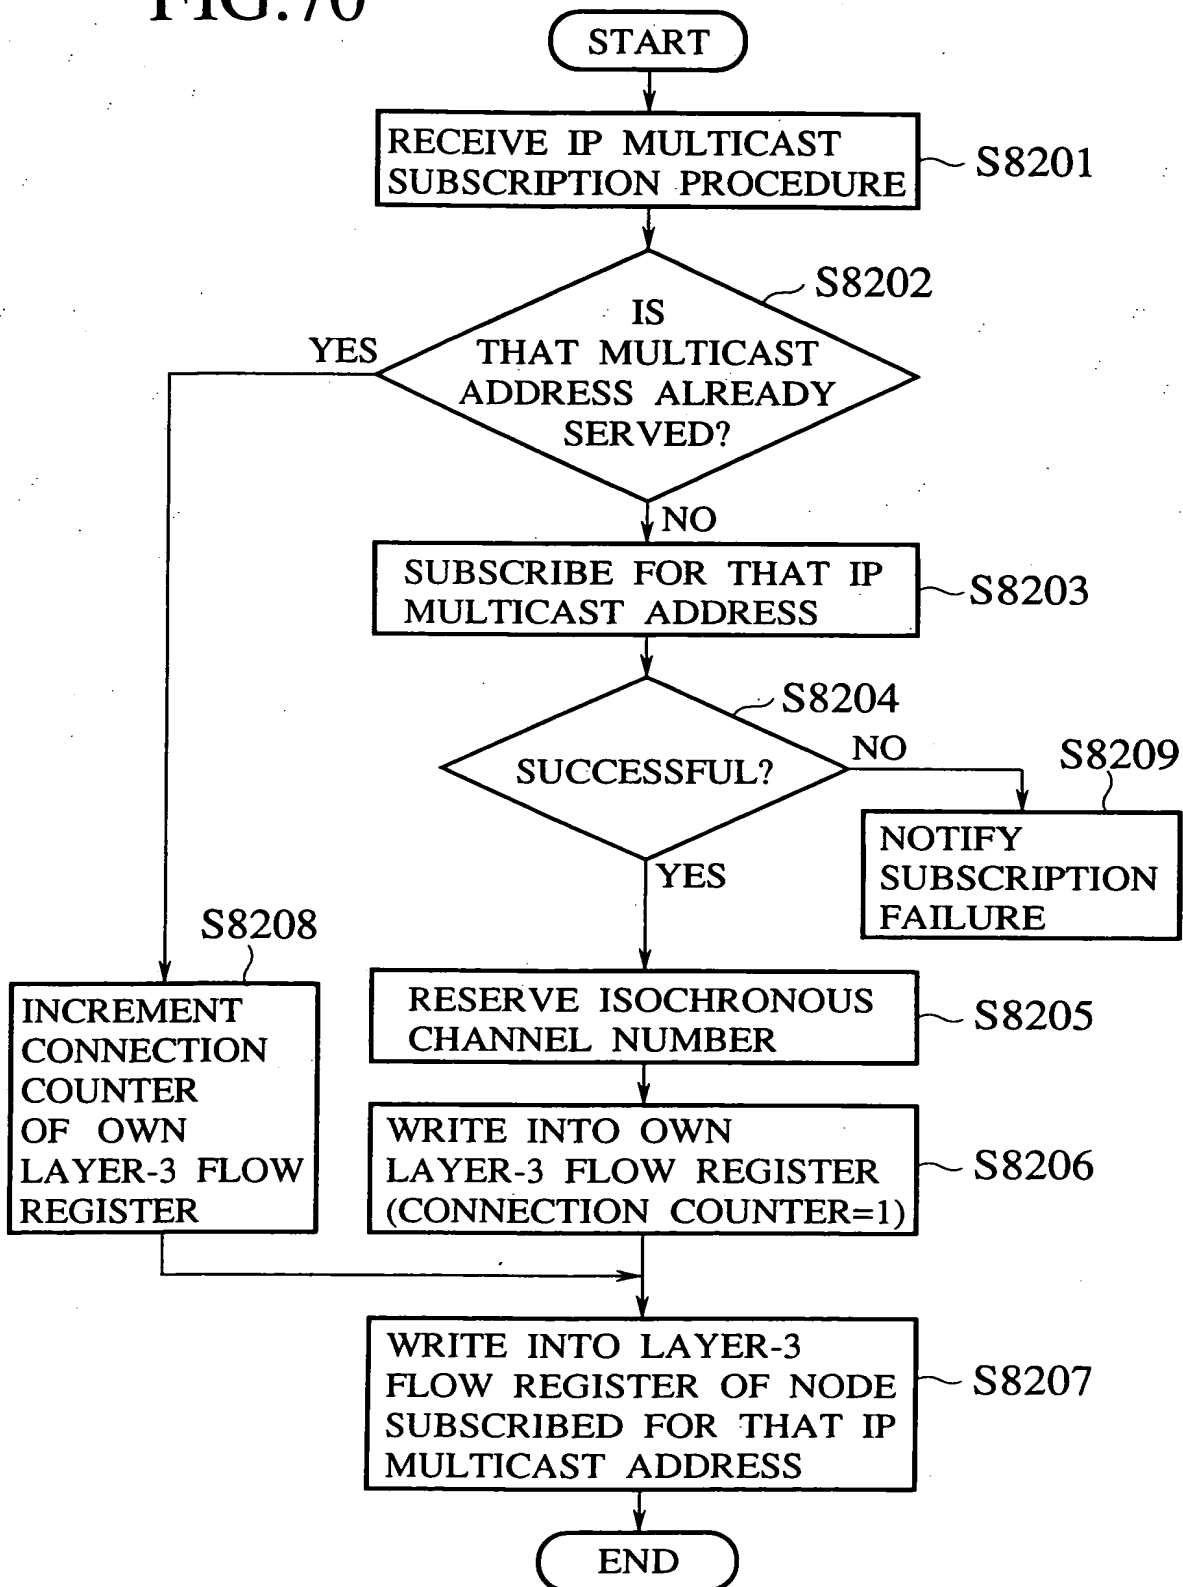 FIG.70
START
RECEIVE IP MULTICAST
SUBSCRIPTION PROCEDURE
S8201
S8202
IS
THAT MULTICAST
ADDRESS ALREADY
SERVED?
YES
NO
SUBSCRIBE FOR THAT IP
MULTICAST ADDRESS
S8203
S8204
SUCCESSFUL?
NO
S8209
NOTIFY
SUBSCRIPTION
FAILURE
YES
S8208
INCREMENT
CONNECTION
COUNTER
OF OWN
LAYER-3 FLOW
REGISTER
RESERVE ISOCHRONOUS
CHANNEL NUMBER
S8205
WRITE INTO OWN
LAYER-3 FLOW REGISTER
(CONNECTION COUNTER=1)
S8206
WRITE INTO LAYER-3
FLOW REGISTER OF NODE
SUBSCRIBED FOR THAT IP
MULTICAST ADDRESS
S8207
END